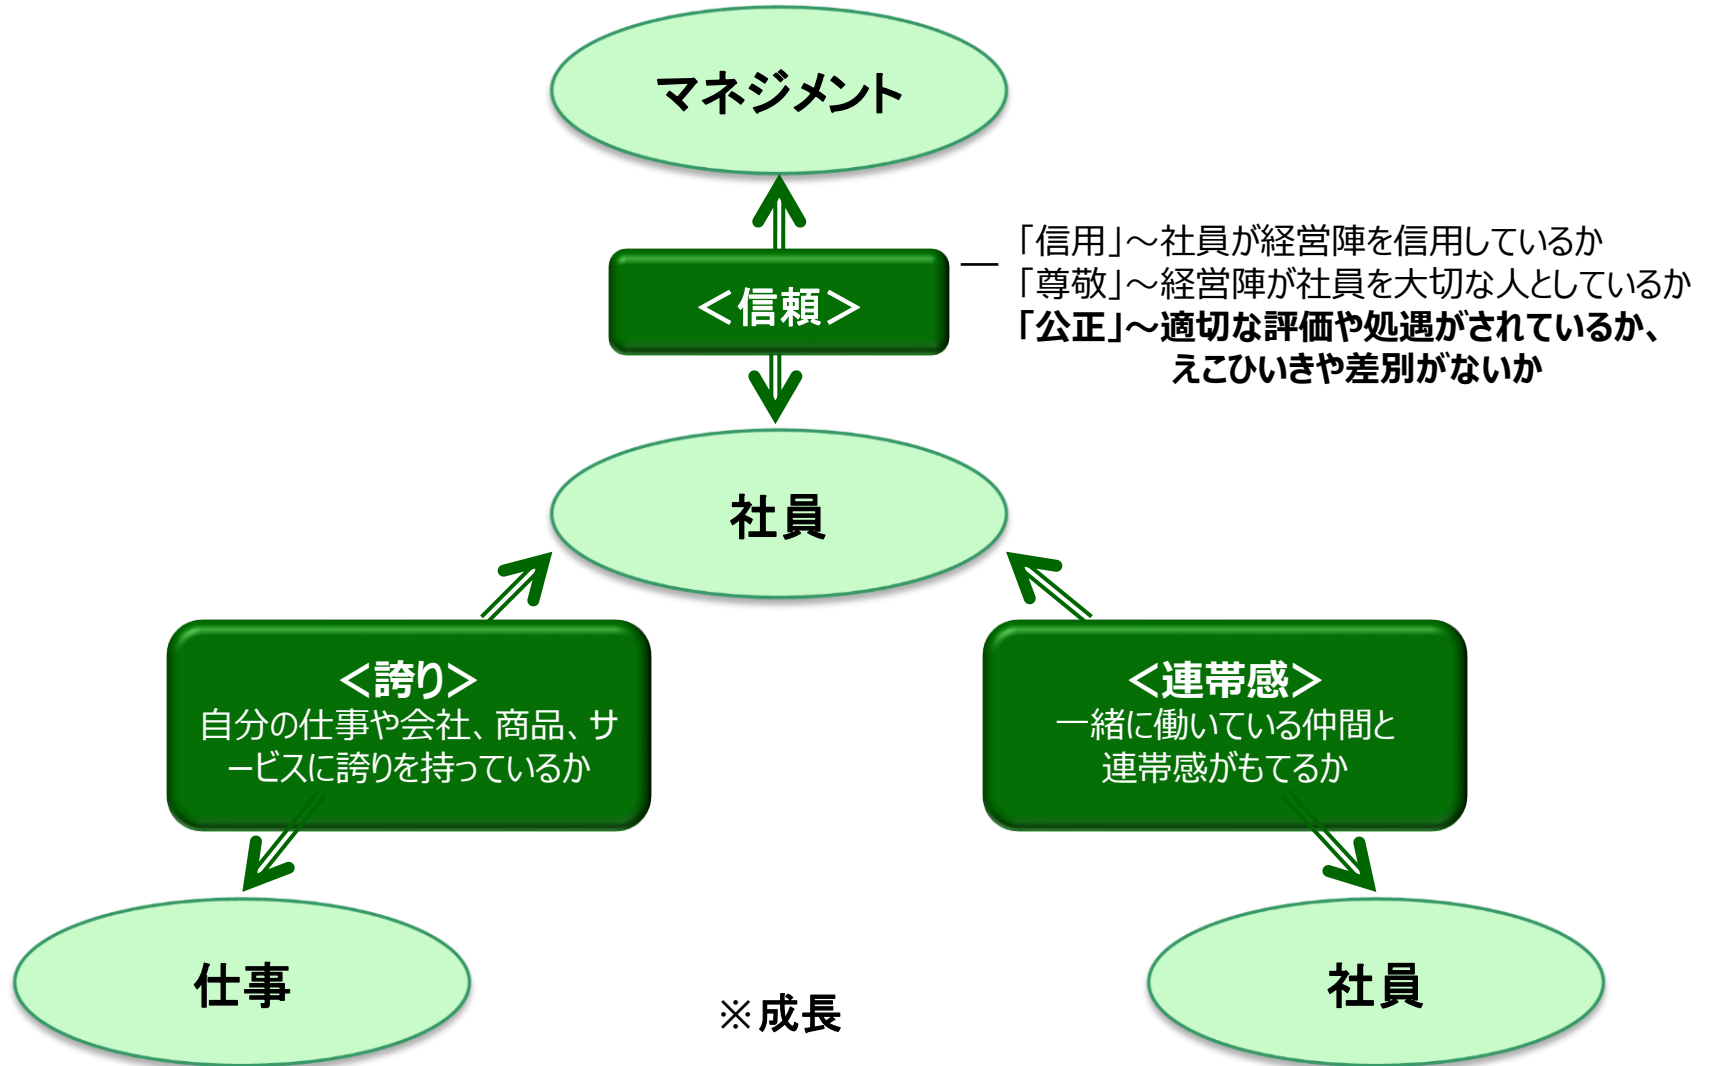 マネジメント
＜信頼＞
「信用」～社員が経営陣を信用しているか
「尊敬」～経営陣が社員を大切な人としているか
「公正」～適切な評価や処遇がされているか、
えこひいきや差別がないか
社員
＜誇り＞
自分の仕事や会社、商品、サ
ービスに誇りを持っているか
＜連帯感＞
一緒に働いている仲間と
連帯感がもてるか
仕事
※成長
社員